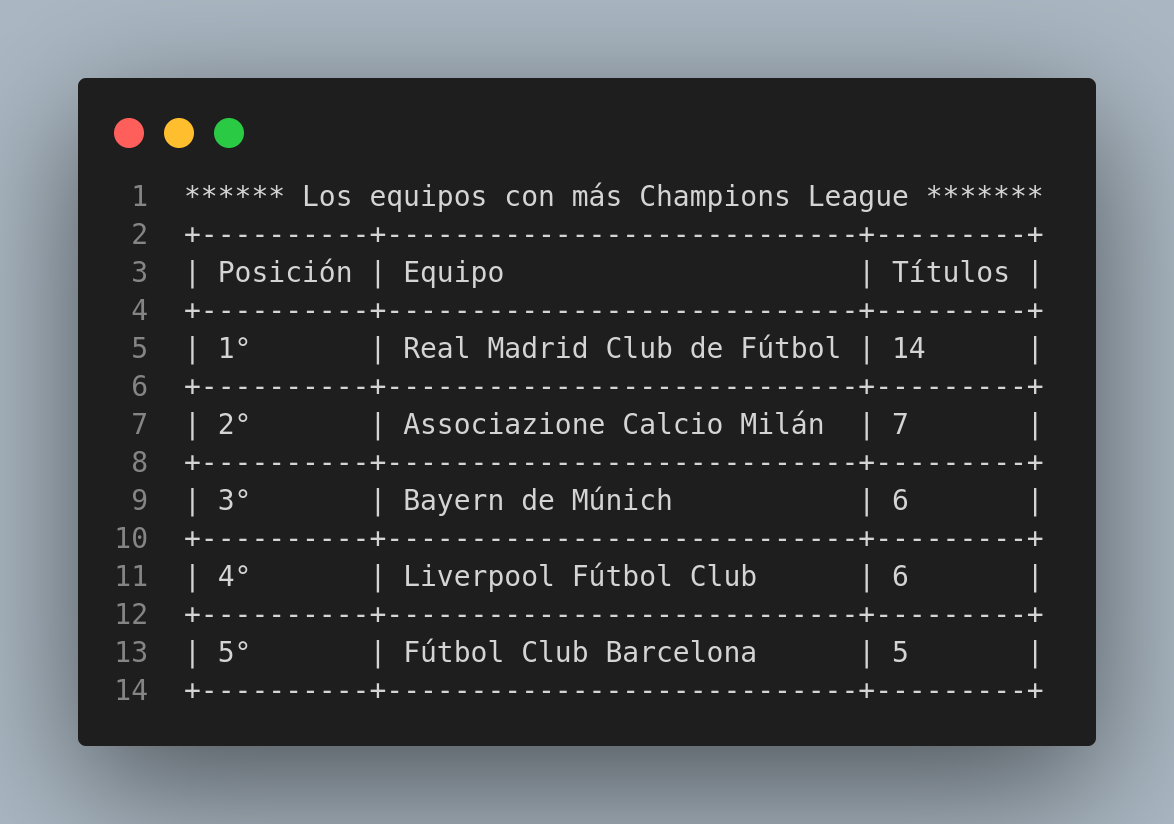 1 ****** Los equipos con más Champions League *******
2 +----------+----------------------------+---------+
3 | Posición | Equipo                     | Títulos |
4 +----------+----------------------------+---------+
5 | 1°       | Real Madrid Club de Fútbol | 14      |
6 +----------+----------------------------+---------+
7 | 2°       | Associazione Calcio Milán  | 7       |
8 +----------+----------------------------+---------+
9 | 3°       | Bayern de Múnich           | 6       |
10 +----------+----------------------------+---------+
11 | 4°       | Liverpool Fútbol Club      | 6       |
12 +----------+----------------------------+---------+
13 | 5°       | Fútbol Club Barcelona      | 5       |
14 +----------+----------------------------+---------+